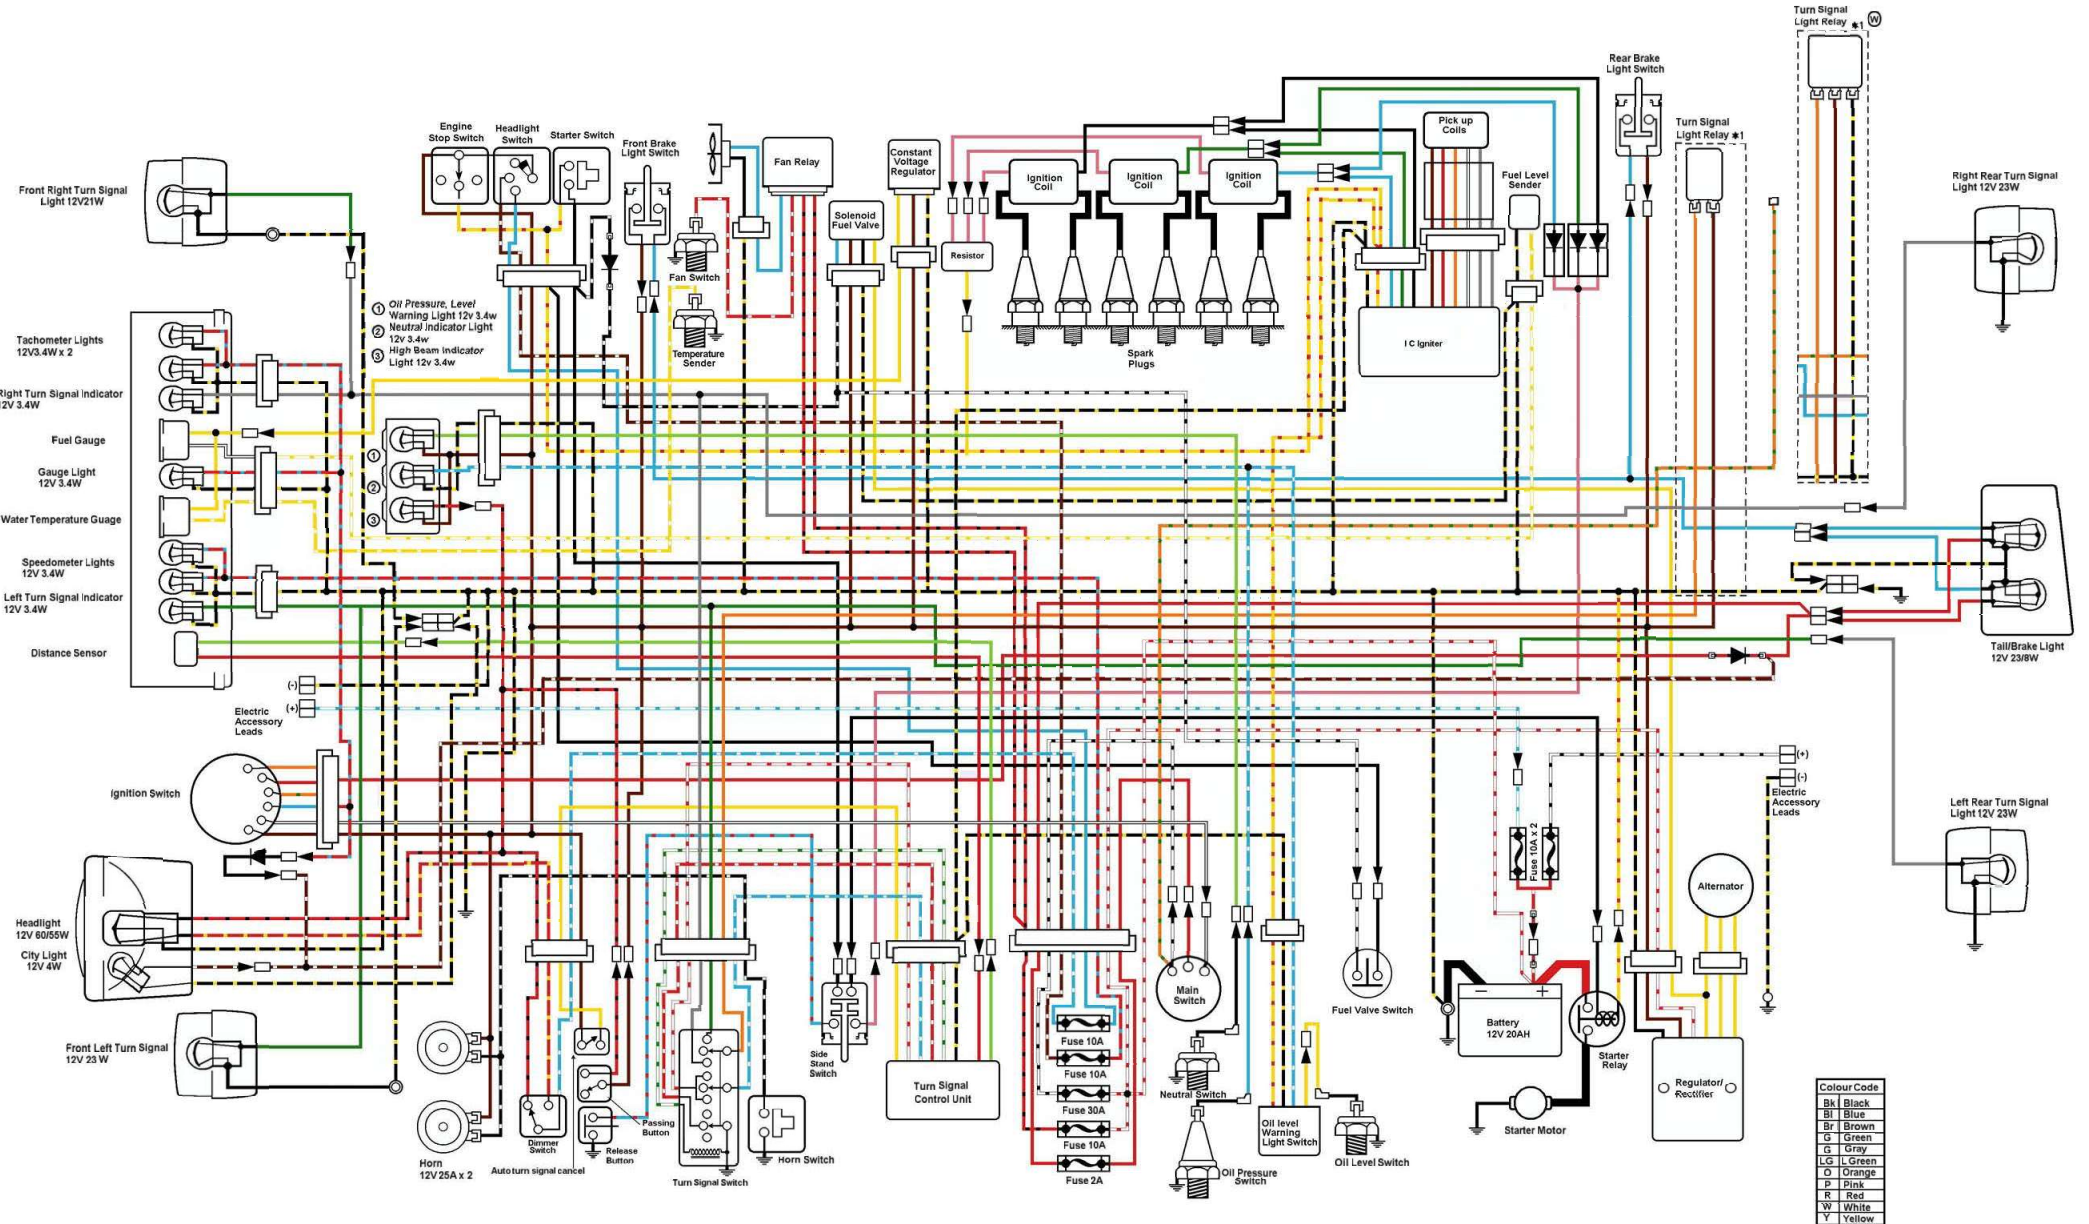 Turn Signal
Light Relay *1 W
Rear Brake
Light Switch
Turn Signal
Light Relay *1
Engine
Stop Switch
Headlight
Switch
Starter Switch
Front Brake
Light Switch
Fan Relay
Constant
Voltage
Regulator
Solenoid
Fuel Valve
Ignition
Coil
Ignition
Coil
Ignition
Coil
Pick up
Coils
Fuel Level
Sender
Front Right Turn Signal
Light 12V21W
Right Rear Turn Signal
Light 12V 23W
Resistor
Fan Switch
Temperature
Sender
Spark
Plugs
I C Igniter
1 Oil Pressure, Level
Warning Light 12v 3.4w
2 Neutral Indicator Light
12v 3.4w
3 High Beam Indicator
Light 12v 3.4w
Tachometer Lights
12V3.4W x 2
Right Turn Signal Indicator
12V 3.4W
Fuel Gauge
Gauge Light
12V 3.4W
Water Temperature Guage
Speedometer Lights
12V 3.4W
Left Turn Signal Indicator
12V 3.4W
Distance Sensor
1
2
3
(-)
(+)
Electric
Accessory
Leads
Tail/Brake Light
12V 23/8W
(+)
(-)
Electric
Accessory
Leads
Left Rear Turn Signal
Light 12V 23W
Ignition Switch
Headlight
12V 60/55W
City Light
12V 4W
Front Left Turn Signal
12V 23 W
Horn
12V 25A x 2
Dimmer
Switch
Auto turn signal cancel
Release
Button
Passing
Button
Turn Signal Switch
Horn Switch
Side
Stand
Switch
Turn Signal
Control Unit
Fuse 10A
Fuse 10A
Fuse 30A
Fuse 10A
Fuse 2A
Main
Switch
Neutral Switch
Oil Pressure
Switch
Oil level
Warning
Light Switch
Oil Level Switch
Fuel Valve Switch
Fuse 10A x 2
- +
Battery
12V 20AH
Starter
Relay
Starter Motor
Alternator
Regulator/
Rectifier
Colour Code
Bk Black
Bl Blue
Br Brown
G Green
G Gray
LG L Green
O Orange
P Pink
R Red
W White
Y Yellow